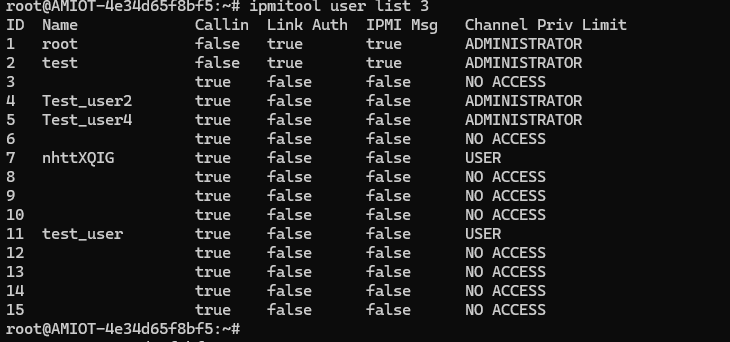 root@AMIOT-4e34d65f8bf5:~# ipmitool user list 3
ID  Name             Callin  Link Auth  IPMI Msg   Channel Priv Limit
1   root             false   true       true       ADMINISTRATOR
2   test             false   true       true       ADMINISTRATOR
3                    true    false      false      NO ACCESS
4   Test_user2       true    false      false      ADMINISTRATOR
5   Test_user4       true    false      false      ADMINISTRATOR
6                    true    false      false      NO ACCESS
7   nhttXQIG         true    false      false      USER
8                    true    false      false      NO ACCESS
9                    true    false      false      NO ACCESS
10                   true    false      false      NO ACCESS
11  test_user        true    false      false      USER
12                   true    false      false      NO ACCESS
13                   true    false      false      NO ACCESS
14                   true    false      false      NO ACCESS
15                   true    false      false      NO ACCESS
root@AMIOT-4e34d65f8bf5:~#